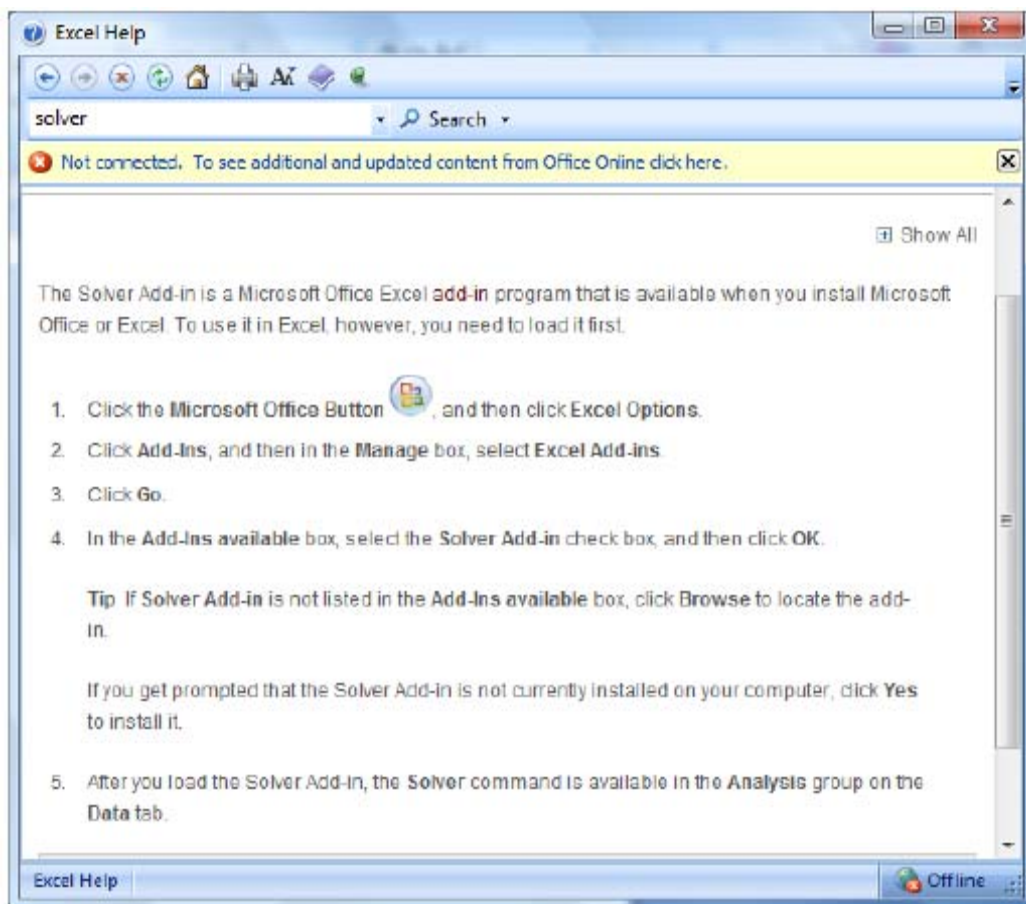 Excel Help
solver
Search
Not connected. To see additional and updated content from Office Online click here.
Show All
The Solver Add-in is a Microsoft Office Excel add-in program that is available when you install Microsoft
Office or Excel. To use it in Excel, however, you need to load it first.
1. Click the Microsoft Office Button , and then click Excel Options.
2. Click Add-Ins, and then in the Manage box, select Excel Add-ins.
3. Click Go.
4. In the Add-Ins available box, select the Solver Add-in check box, and then click OK.
Tip If Solver Add-in is not listed in the Add-Ins available box, click Browse to locate the add-
in.
If you get prompted that the Solver Add-in is not currently installed on your computer, click Yes
to install it.
5. After you load the Solver Add-in, the Solver command is available in the Analysis group on the
Data tab.
Excel Help
Offline